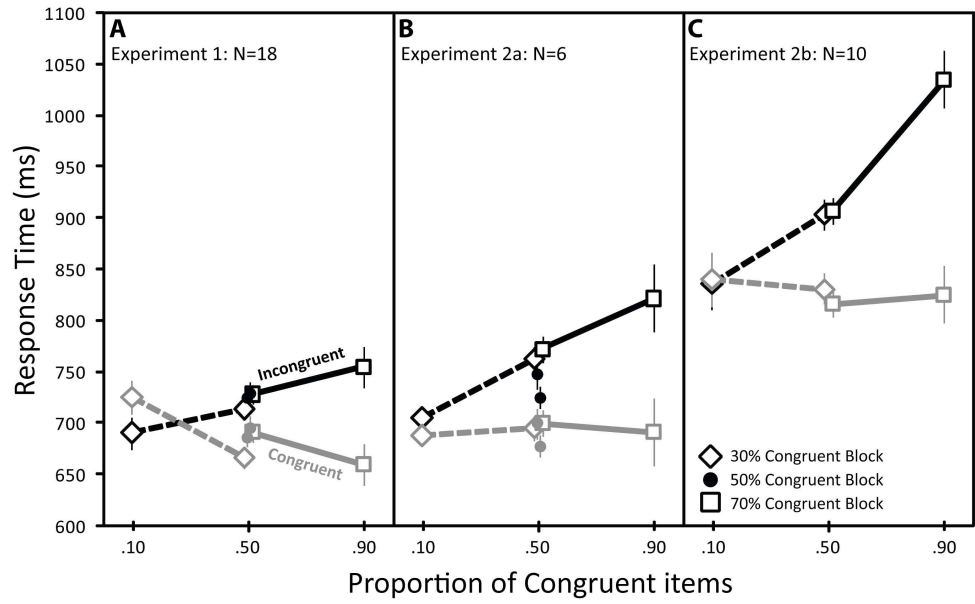 A
B
C
Experiment 1: N=18
Experiment 2a: N=6
Experiment 2b: N=10
Response Time (ms)
1100
1050
1000
950
900
850
800
750
700
650
600
Incongruent
Congruent
30% Congruent Block
50% Congruent Block
70% Congruent Block
.10
.50
.90
.10
.50
.90
.10
.50
.90
Proportion of Congruent items